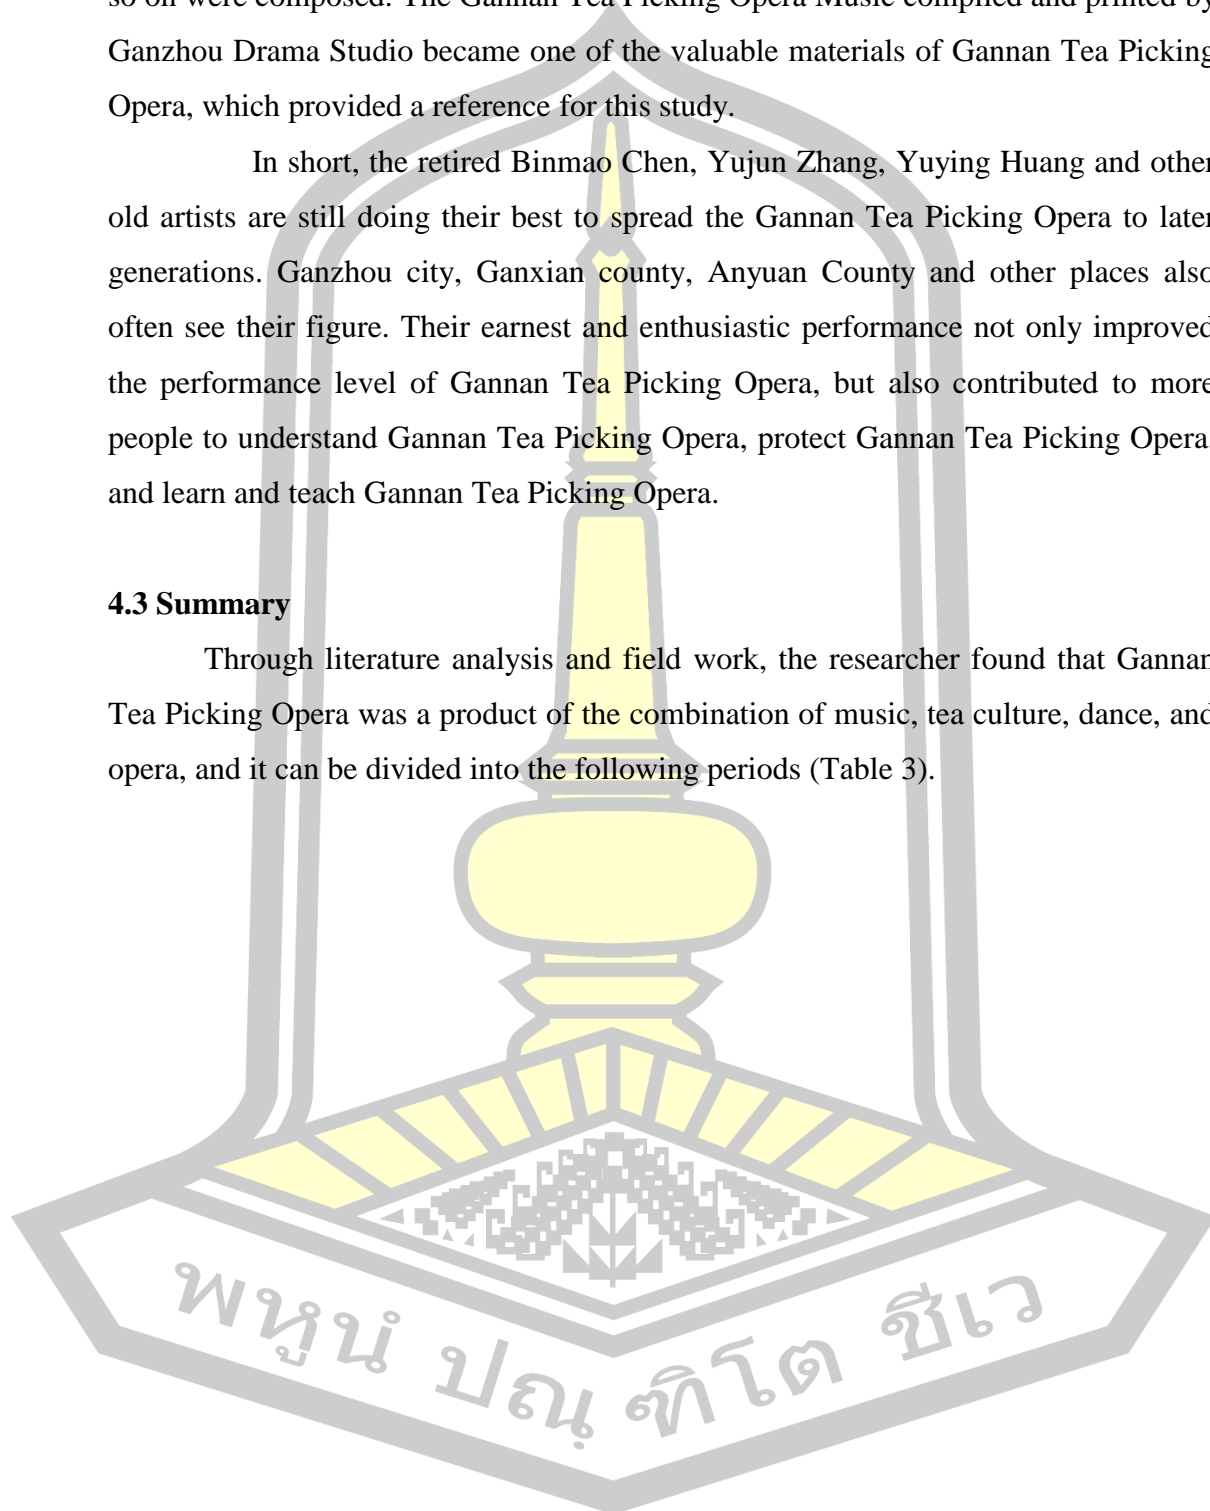 so on were composed. The Gannan Tea Picking Opera Music compiled and printed by
Ganzhou Drama Studio became one of the valuable materials of Gannan Tea Picking
Opera, which provided a reference for this study.
In short, the retired Binmao Chen, Yujun Zhang, Yuying Huang and other
old artists are still doing their best to spread the Gannan Tea Picking Opera to later
generations. Ganzhou city, Ganxian county, Anyuan County and other places also
often see their figure. Their earnest and enthusiastic performance not only improved
the performance level of Gannan Tea Picking Opera, but also contributed to more
people to understand Gannan Tea Picking Opera, protect Gannan Tea Picking Opera,
and learn and teach Gannan Tea Picking Opera.
4.3 Summary
Through literature analysis and field work, the researcher found that Gannan
Tea Picking Opera was a product of the combination of music, tea culture, dance, and
opera, and it can be divided into the following periods (Table 3).
พหูนํ ปณฺฑิโต ชีเว